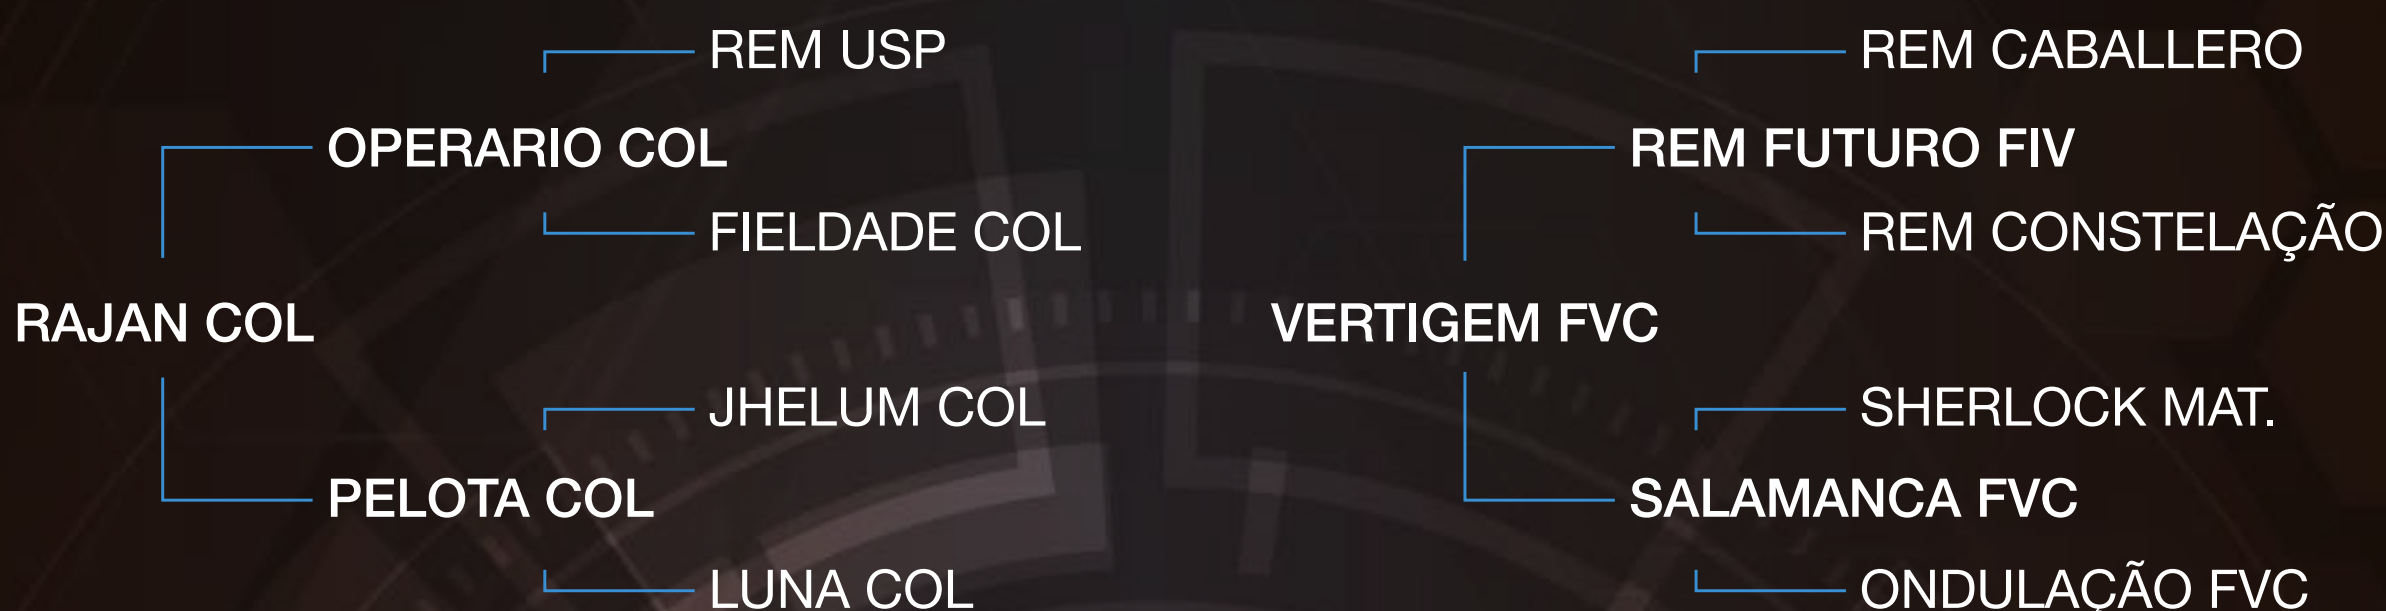 REM USP
OPERARIO COL
FIELDADE COL
RAJAN COL
JHELUM COL
PELOTA COL
LUNA COL
REM CABALLERO
REM FUTURO FIV
REM CONSTELAÇÃO
VERTIGEM FVC
SHERLOCK MAT.
SALAMANCA FVC
ONDULAÇÃO FVC